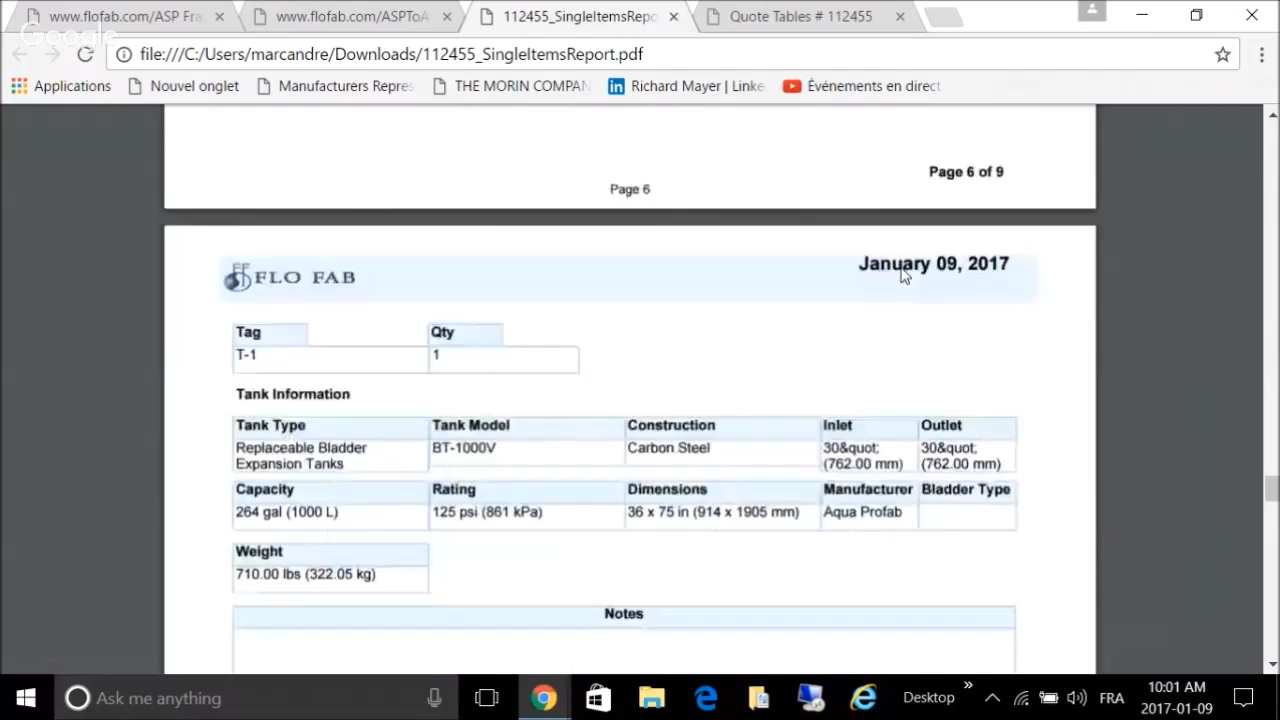 www.flofab.com/ASP Fra
www.flofab.com/ASPToA
112455_SingleItemsRepo
Quote Tables # 112455
Google
file:///C:/Users/marcandre/Downloads/112455_SingleItemsReport.pdf
Applications
Nouvel onglet
Manufacturers Repres
THE MORIN COMPAN
Richard Mayer | Linke
Événements en direct
Page 6 of 9
Page 6
FLO FAB
January 09, 2017
Tag
Qty
T-1
1
Tank Information
Tank Type
Tank Model
Construction
Inlet
Outlet
Replaceable Bladder
Expansion Tanks
BT-1000V
Carbon Steel
30&quot;
(762.00 mm)
30&quot;
(762.00 mm)
Capacity
Rating
Dimensions
Manufacturer
Bladder Type
264 gal (1000 L)
125 psi (861 kPa)
36 x 75 in (914 x 1905 mm)
Aqua Profab
Weight
710.00 lbs (322.05 kg)
Notes
Ask me anything
Desktop
FRA
10:01 AM
2017-01-09